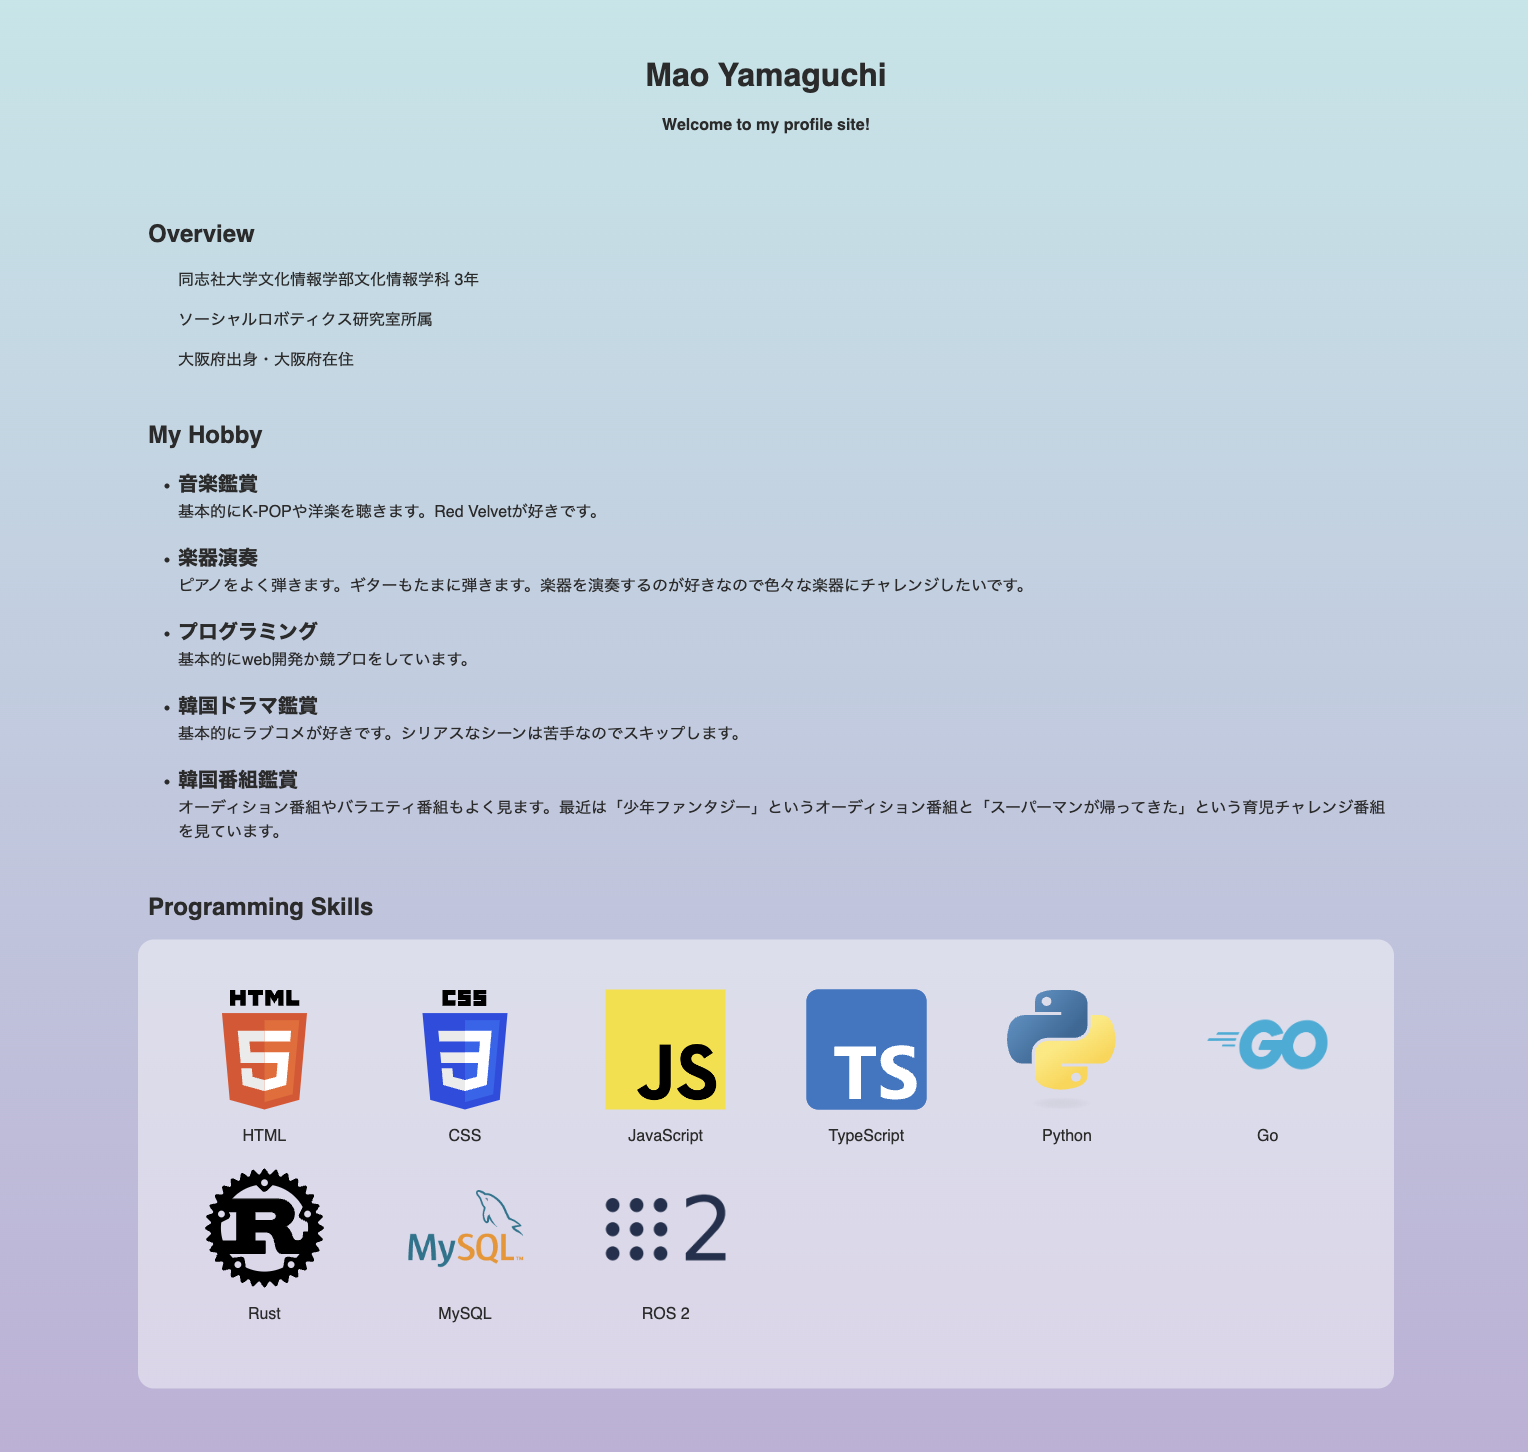 Mao Yamaguchi
Welcome to my profile site!
Overview
同志社大学文化情報学部文化情報学科 3年
ソーシャルロボティクス研究室所属
大阪府出身・大阪府在住
My Hobby
• 音楽鑑賞
基本的にK-POPや洋楽を聴きます。Red Velvetが好きです。
• 楽器演奏
ピアノをよく弾きます。ギターもたまに弾きます。楽器を演奏するのが好きなので色々な楽器にチャレンジしたいです。
• プログラミング
基本的にweb開発か競プロをしています。
• 韓国ドラマ鑑賞
基本的にラブコメが好きです。シリアスなシーンは苦手なのでスキップします。
• 韓国番組鑑賞
オーディション番組やバラエティ番組もよく見ます。最近は「少年ファンタジー」というオーディション番組と「スーパーマンが帰ってきた」という育児チャレンジ番組
を見ています。
Programming Skills
HTML CSS
5 3 JS TS GO
HTML CSS JavaScript TypeScript Python Go
R MySQL™ 2
Rust MySQL ROS 2